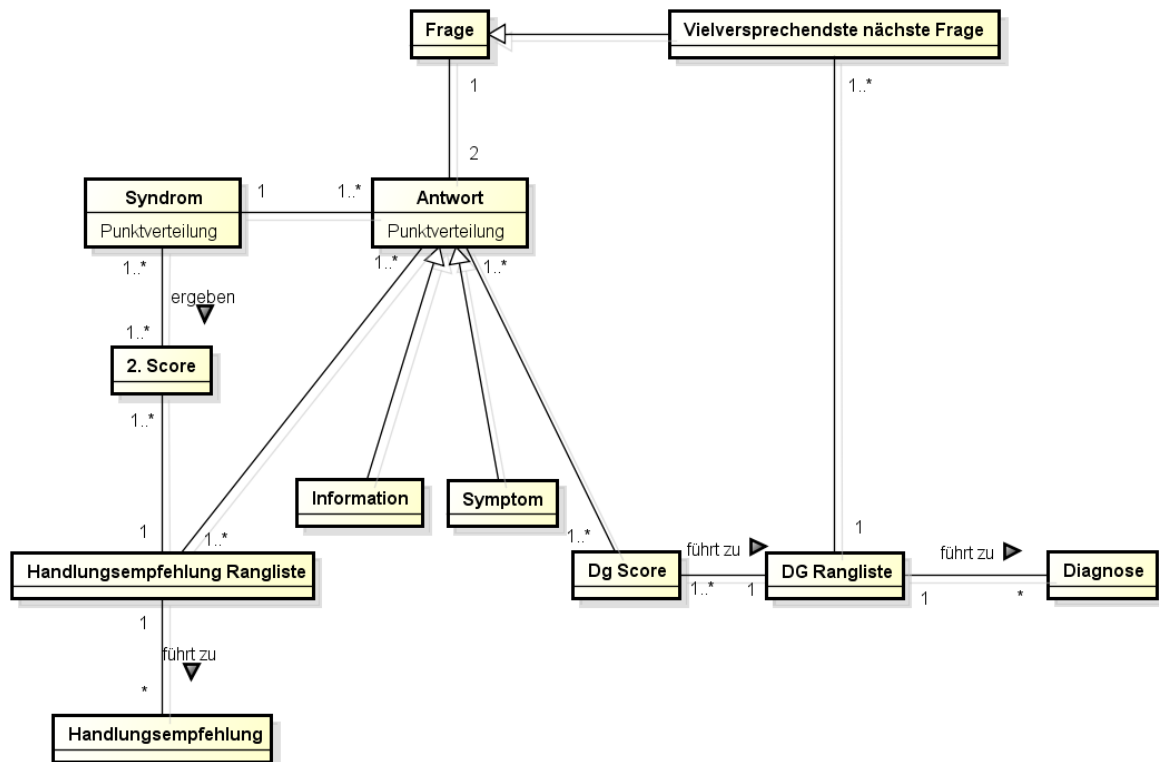 Frage
Vielversprechendste nächste Frage
1
1..*
2
Syndrom
1
1..*
Antwort
Punktverteilung
Punktverteilung
1..*
1..*
1..*
ergeben
1..*
2. Score
1..*
Information
Symptom
1
1..*
1..*
1
führt zu
führt zu
Handlungsempfehlung Rangliste
Dg Score
DG Rangliste
Diagnose
1..*
1
1
*
1
führt zu
*
Handlungsempfehlung